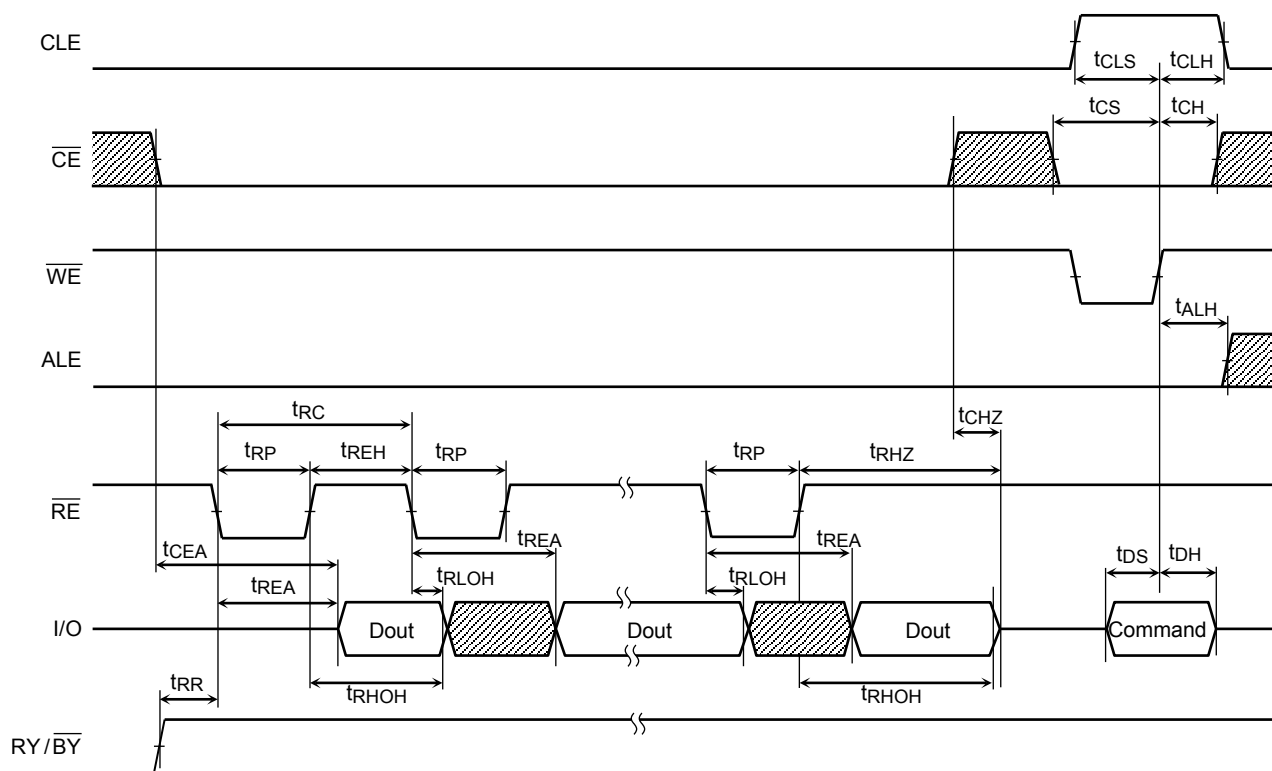 CLE
tCLS tCLH
tCS tCH
CE
WE
tALH
ALE
tRC tCHZ
tRP tREH tRP tRP tRHZ
RE
tCEA tREA tREA tDS tDH
tREA tRLOH tRLOH
I/O Dout Dout Dout Command
tRR tRHOH tRHOH
RY/BY